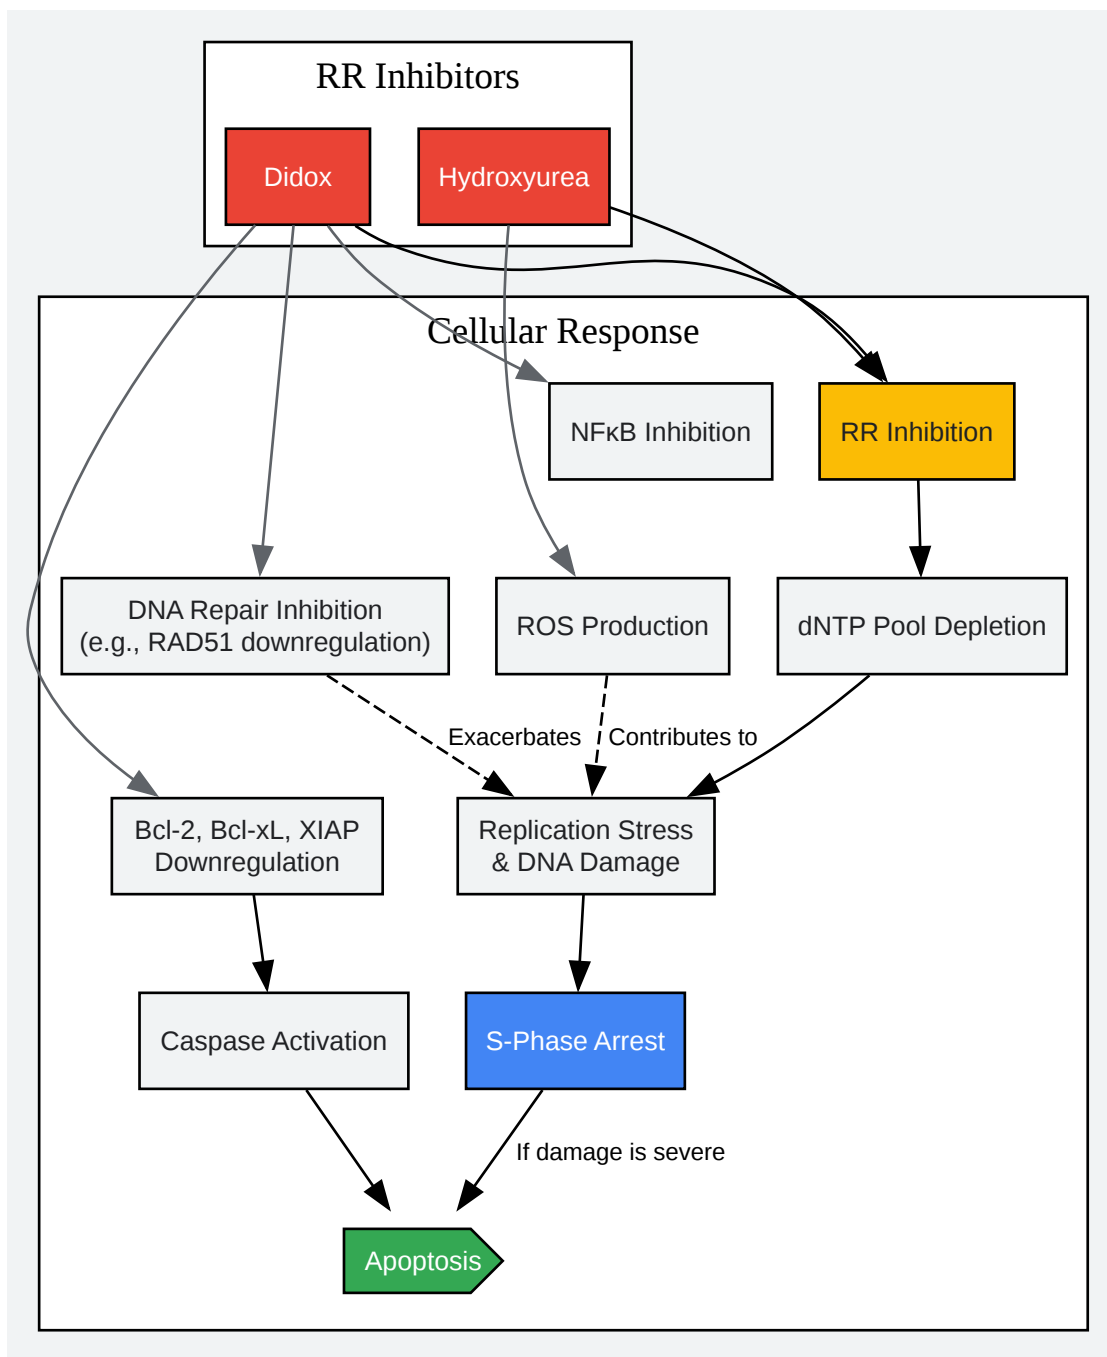 RR Inhibitors
Didox
Hydroxyurea
Cellular Response
NFκB Inhibition
RR Inhibition
DNA Repair Inhibition
(e.g., RAD51 downregulation)
ROS Production
dNTP Pool Depletion
Exacerbates
Contributes to
Bcl-2, Bcl-xL, XIAP
Downregulation
Replication Stress
& DNA Damage
Caspase Activation
S-Phase Arrest
If damage is severe
Apoptosis